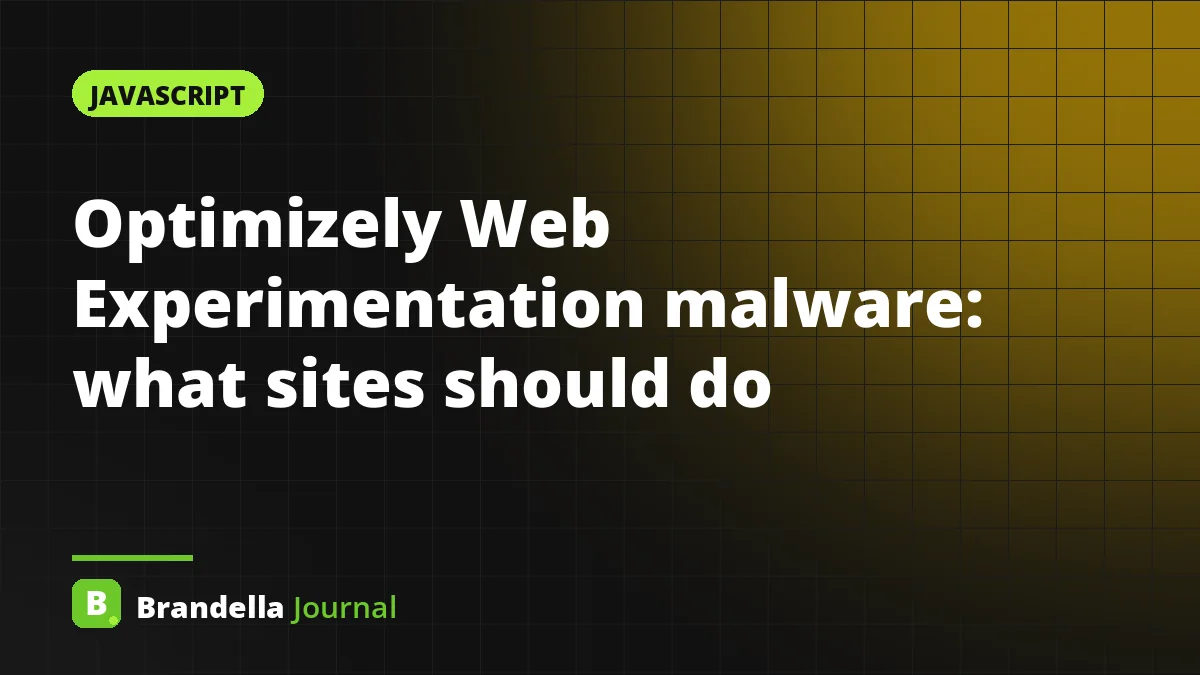 JAVASCRIPT
Optimizely Web
Experimentation malware:
what sites should do
B
Brandella Journal